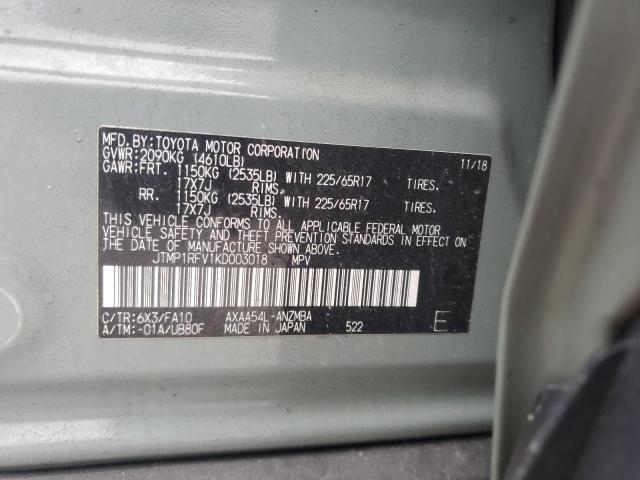 MFD.BY:TOYOTA MOTOR CORPORATION 11/18
GVWR:2090KG (4610LB)
GAWR:FRT. 1150KG (2535LB) WITH 225/65R17 TIRES.
17X7J RIMS.
RR. 1150KG (2535LB) WITH 225/65R17 TIRES.
17X7J RIMS.
THIS VEHICLE CONFORMS TO ALL APPLICABLE FEDERAL MOTOR
VEHICLE SAFETY AND THEFT PREVENTION STANDARDS IN EFFECT ON THE DATE
OF MANUFACTURE SHOWN ABOVE.
JTMP1RFV1KD003018 MPV
C/TR:6X3/FA10 AXAA54L-ANZMBA
A/TM:-01A/UB80F MADE IN JAPAN 522 E